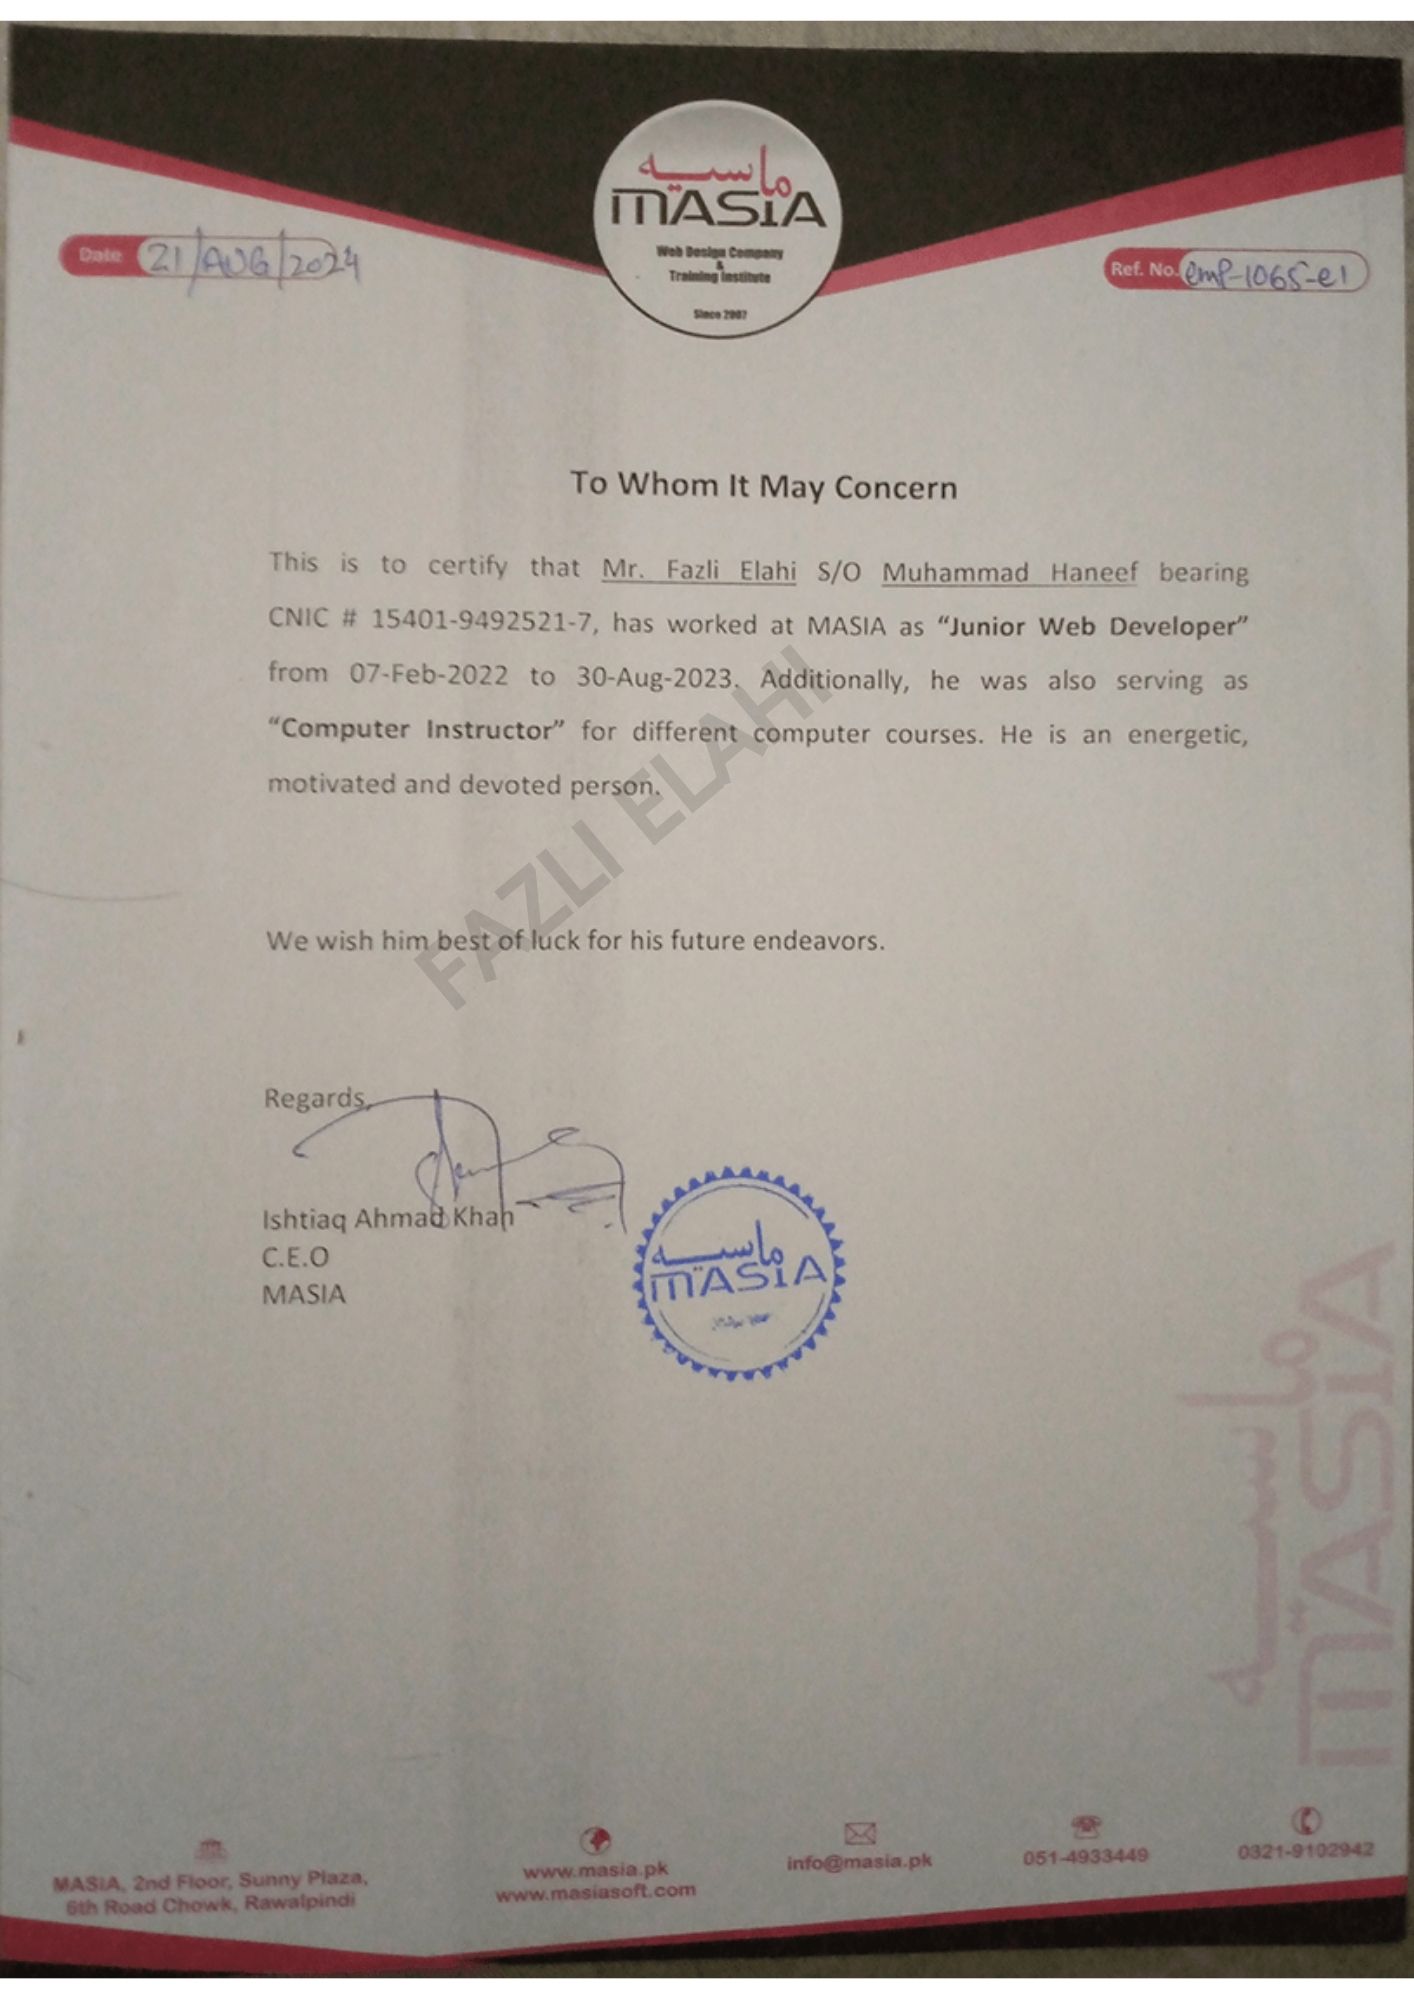 ماسيه
MASIA
Web Design Company
&
Training Institute
Since 2007
Date 21/AUG/2024
Ref. No. emp-1065-e1
To Whom It May Concern
This is to certify that Mr. Fazli Elahi S/O Muhammad Haneef bearing
CNIC # 15401-9492521-7, has worked at MASIA as “Junior Web Developer”
from 07-Feb-2022 to 30-Aug-2023. Additionally, he was also serving as
“Computer Instructor” for different computer courses. He is an energetic,
motivated and devoted person.
FAZLI ELAHI
We wish him best of luck for his future endeavors.
Regards,
Ishtiaq Ahmad Khan
C.E.O
MASIA
ماسيه
MASIA
ماسيه
MASIA
MASIA, 2nd Floor, Sunny Plaza,
6th Road Chowk, Rawalpindi
www.masia.pk
www.masiasoft.com
info@masia.pk
051-4933449
0321-9102942